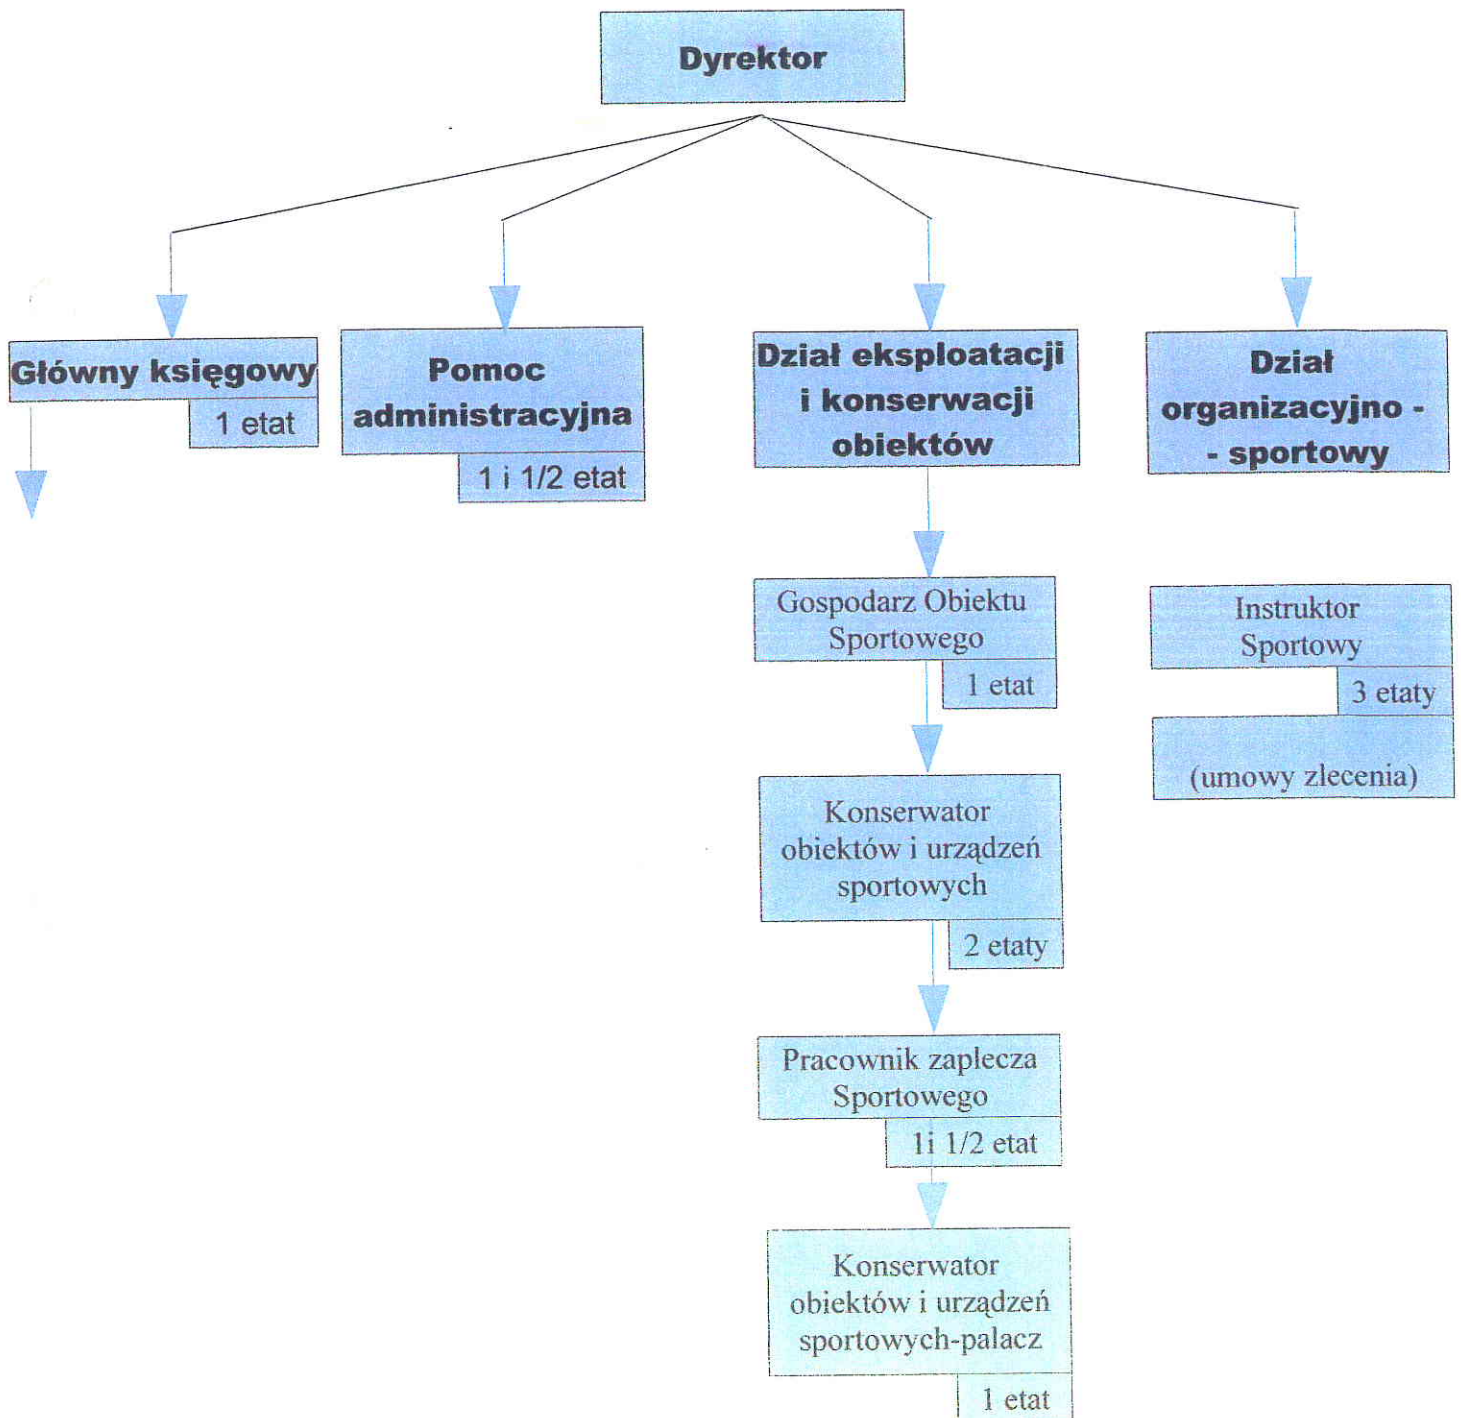 Dyrektor
Główny księgowy
1 etat
Pomoc
administracyjna
1 i 1/2 etat
Dział eksploatacji
i konserwacji
obiektów
Dział
organizacyjno -
- sportowy
Gospodarz Obiektu
Sportowego
1 etat
Konserwator
obiektów i urządzeń
sportowych
2 etaty
Pracownik zaplecza
Sportowego
1i 1/2 etat
Konserwator
obiektów i urządzeń
sportowych-palacz
1 etat
Instruktor
Sportowy
3 etaty
(umowy zlecenia)